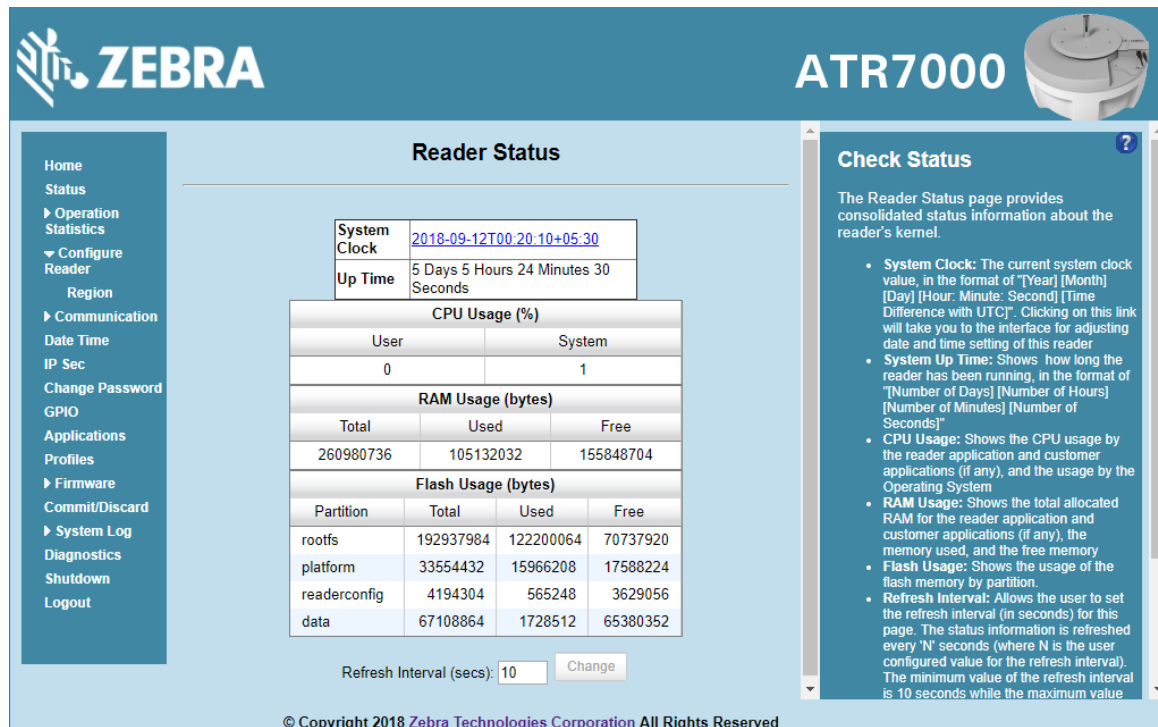 ZEBRA
ATR7000
Home
Status
Operation
Statistics
Configure
Reader
Region
Communication
Date Time
IP Sec
Change Password
GPIO
Applications
Profiles
Firmware
Commit/Discard
System Log
Diagnostics
Shutdown
Logout
Reader Status
System
Clock
2018-09-12T00:20:10+05:30
Up Time
5 Days 5 Hours 24 Minutes 30
Seconds
CPU Usage (%)
User System
0 1
RAM Usage (bytes)
Total Used Free
260980736 105132032 155848704
Flash Usage (bytes)
Partition Total Used Free
rootfs 192937984 122200064 70737920
platform 33554432 15966208 17588224
readerconfig 4194304 565248 3629056
data 67108864 1728512 65380352
Refresh Interval (secs): 10 Change
?
Check Status
The Reader Status page provides
consolidated status information about the
reader's kernel.
• System Clock: The current system clock
value, in the format of "[Year] [Month]
[Day] [Hour: Minute: Second] [Time
Difference with UTC]". Clicking on this link
will take you to the interface for adjusting
date and time setting of this reader
• System Up Time: Shows how long the
reader has been running, in the format of
"[Number of Days] [Number of Hours]
[Number of Minutes] [Number of
Seconds]"
• CPU Usage: Shows the CPU usage by
the reader application and customer
applications (if any), and the usage by the
Operating System
• RAM Usage: Shows the total allocated
RAM for the reader application and
customer applications (if any), the
memory used, and the free memory
• Flash Usage: Shows the usage of the
flash memory by partition.
• Refresh Interval: Allows the user to set
the refresh interval (in seconds) for this
page. The status information is refreshed
every 'N' seconds (where N is the user
configured value for the refresh interval).
The minimum value of the refresh interval
is 10 seconds while the maximum value
© Copyright 2018 Zebra Technologies Corporation All Rights Reserved